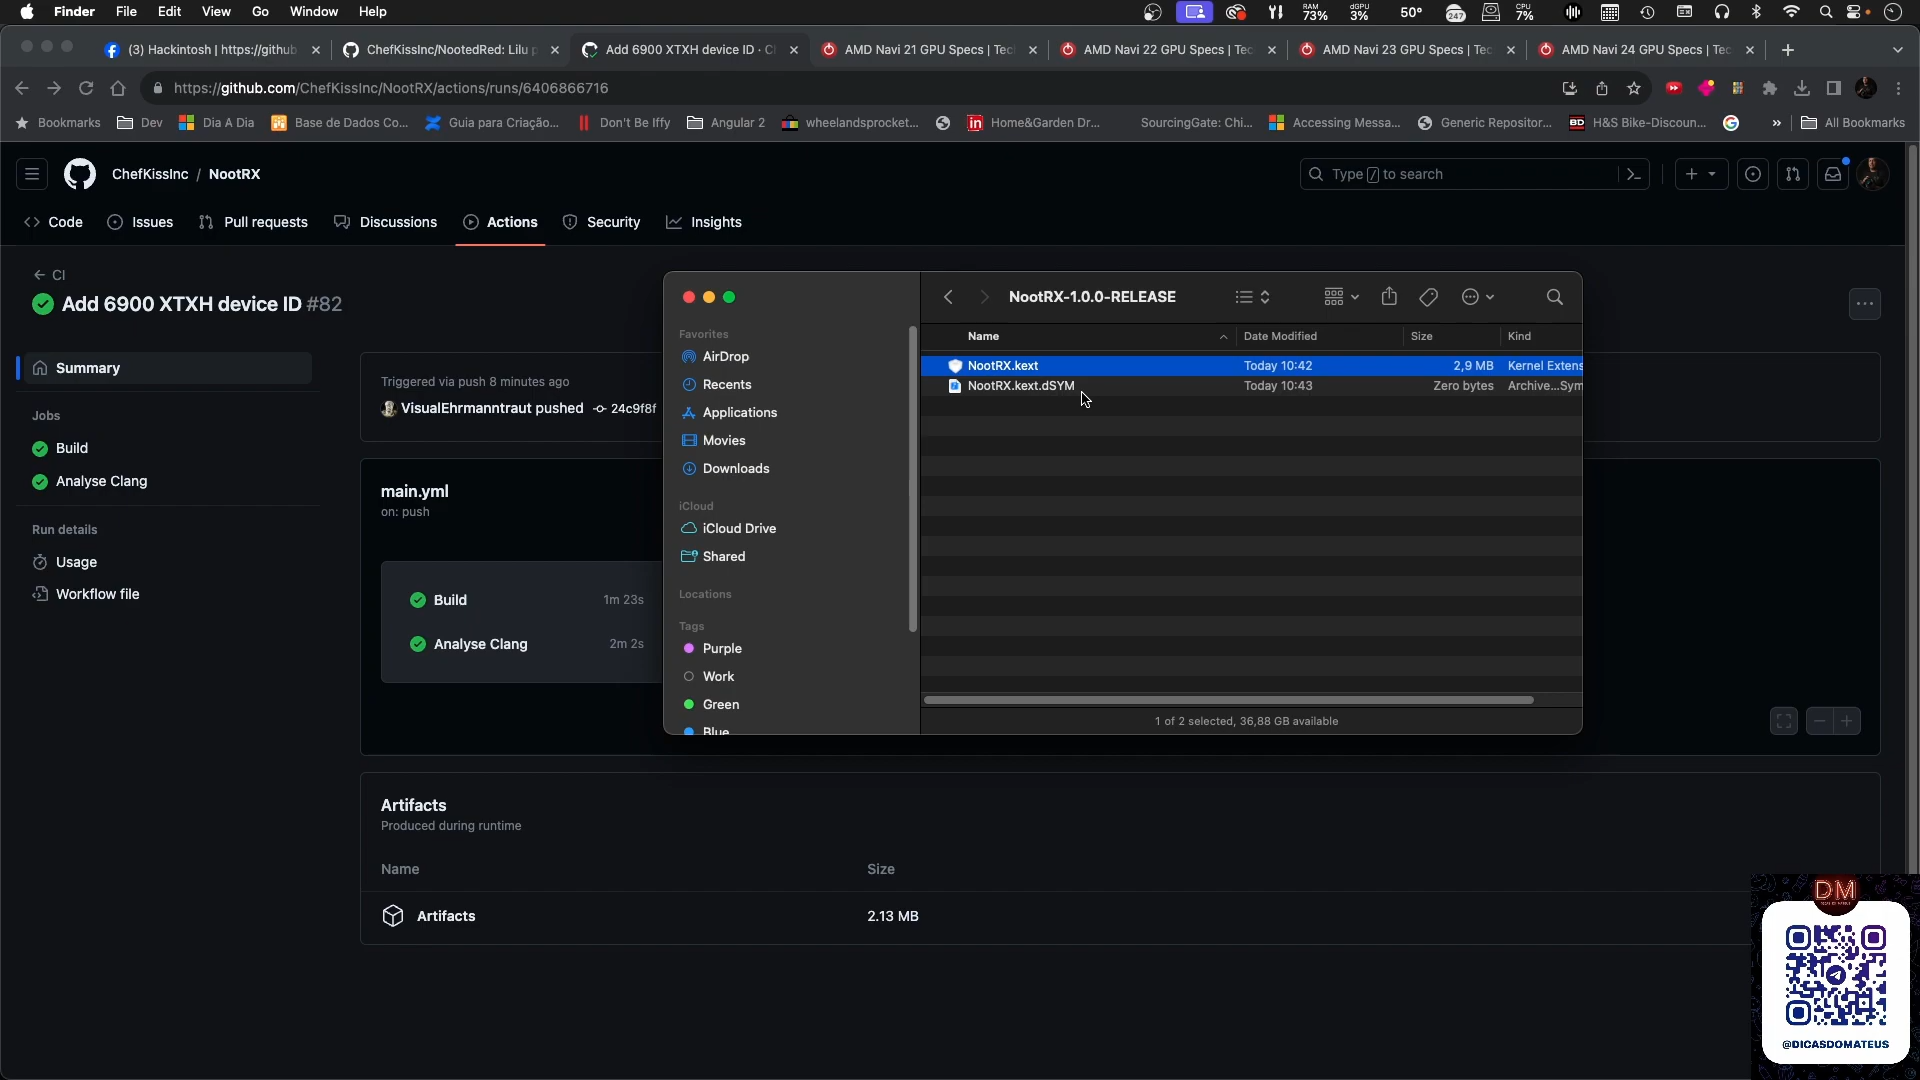 Finder File Edit View Go Window Help RAM 73% dGPU 3% 50° 247 CPU 7%
(3) Hackintosh | https://github
ChefKissInc/NootedRed: Lilu p
Add 6900 XTXH device ID · C
AMD Navi 21 GPU Specs | Tec
AMD Navi 22 GPU Specs | Tec
AMD Navi 23 GPU Specs | Tec
AMD Navi 24 GPU Specs | Tec
https://github.com/ChefKissInc/NootRX/actions/runs/6406866716
Bookmarks Dev Dia A Dia Base de Dados Co... Guia para Criação... Don't Be Iffy Angular 2 wheelandsprocket... Home&Garden Dr... SourcingGate: Chi... Accessing Messa... Generic Repositor... H&S Bike-Discoun... » All Bookmarks
ChefKissInc / NootRX
Type / to search
Code Issues Pull requests Discussions Actions Security Insights
← CI
Add 6900 XTXH device ID #82
Summary
Jobs
Build
Analyse Clang
Run details
Usage
Workflow file
Triggered via push 8 minutes ago
VisualEhrmanntraut pushed 24c9f8f
main.yml
on: push
Build 1m 23s
Analyse Clang 2m 2s
Favorites
AirDrop
Recents
Applications
Movies
Downloads
iCloud
iCloud Drive
Shared
Locations
Tags
Purple
Work
Green
Blue
NootRX-1.0.0-RELEASE
Name Date Modified Size Kind
NootRX.kext Today 10:42 2,9 MB Kernel Extens
NootRX.kext.dSYM Today 10:43 Zero bytes Archive...Sym
1 of 2 selected, 36,88 GB available
Artifacts
Produced during runtime
Name Size
Artifacts 2.13 MB
DM
@DICASDOMATEUS